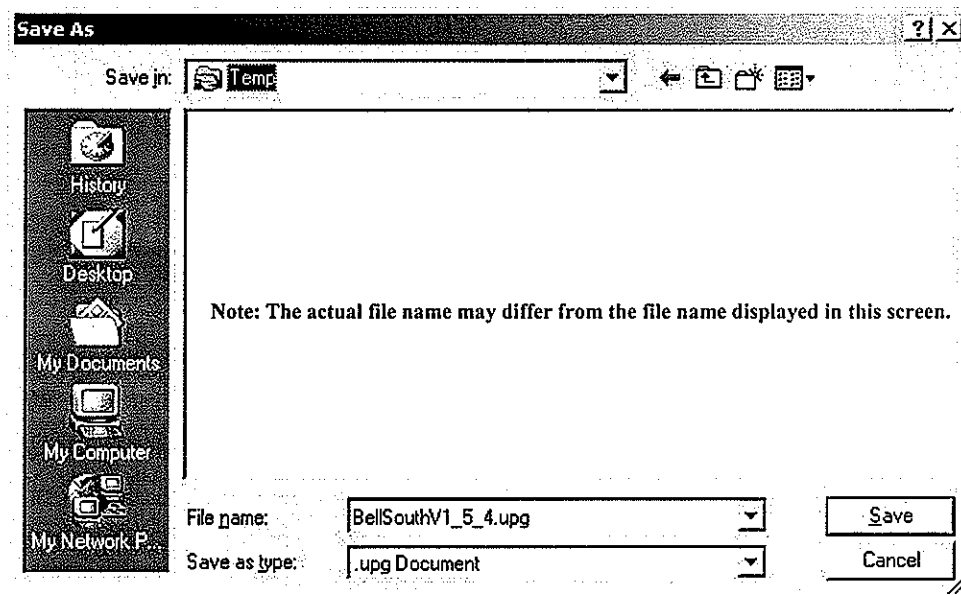 Save As
Save in: Temp
History
Desktop
Note: The actual file name may differ from the file name displayed in this screen.
My Documents
My Computer
My Network P...
File name: BellSouthV1_5_4.upg Save
Save as type: .upg Document Cancel